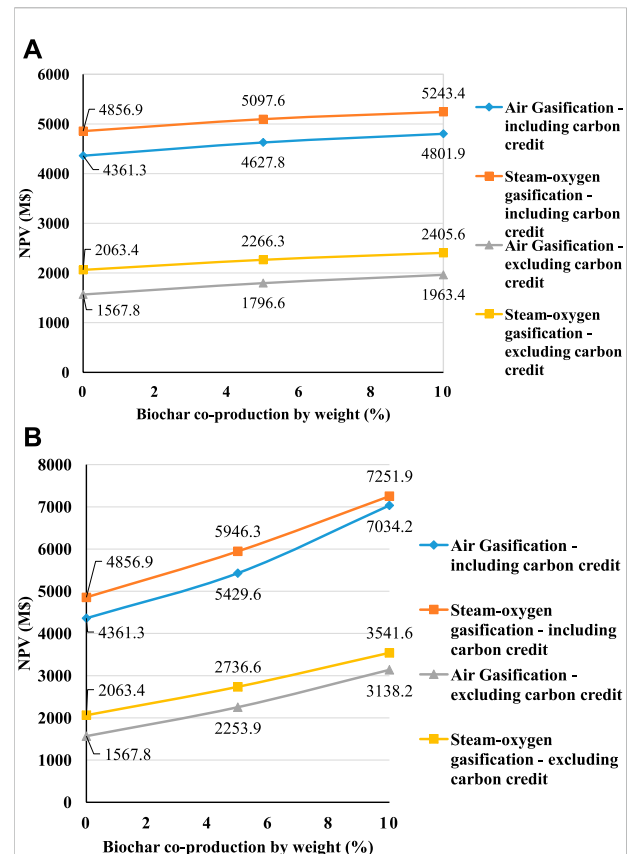 A
6000
5000
4000
3000
2000
1000
0
NPV (M$)
4856.9
5097.6
5243.4
4361.3
4627.8
4801.9
2063.4
2266.3
2405.6
1567.8
1796.6
1963.4
0 2 4 6 8 10
Biochar co-production by weight (%)
Air Gasification -
including carbon
credit
Steam-oxygen
gasification -
including carbon
credit
Air Gasification -
excluding carbon
credit
Steam-oxygen
gasification -
excluding carbon
credit
B
8000
7000
6000
5000
4000
3000
2000
1000
0
NPV (M$)
4856.9
5946.3
7251.9
4361.3
5429.6
7034.2
2063.4
2736.6
3541.6
1567.8
2253.9
3138.2
0 2 4 6 8 10
Biochar co-production by weight (%)
Air Gasification -
including carbon credit
Steam-oxygen
gasification - including
carbon credit
Air Gasification -
excluding carbon credit
Steam-oxygen
gasification - excluding
carbon credit